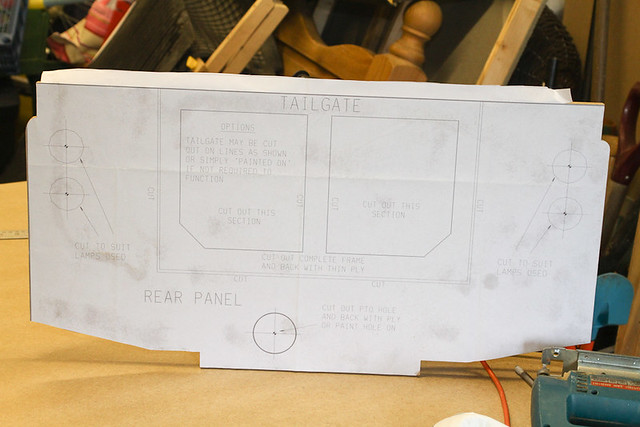 TAILGATE
OPTIONS
TAILGATE MAY BE CUT
OUT ON LINES AS SHOWN
OR SIMPLY 'PAINTED ON'
IF NOT REQUIRED TO
FUNCTION
CUT OUT THIS
SECTION
CUT OUT THIS
SECTION
CUT
CUT
CUT
CUT
CUT TO SUIT
LAMPS USED
CUT TO SUIT
LAMPS USED
CUT OUT COMPLETE FRAME
AND BACK WITH THIN PLY
CUT
CUT
REAR PANEL
CUT OUT PTO HOLE
AND BACK WITH PLY
OR PAINT HOLE ON